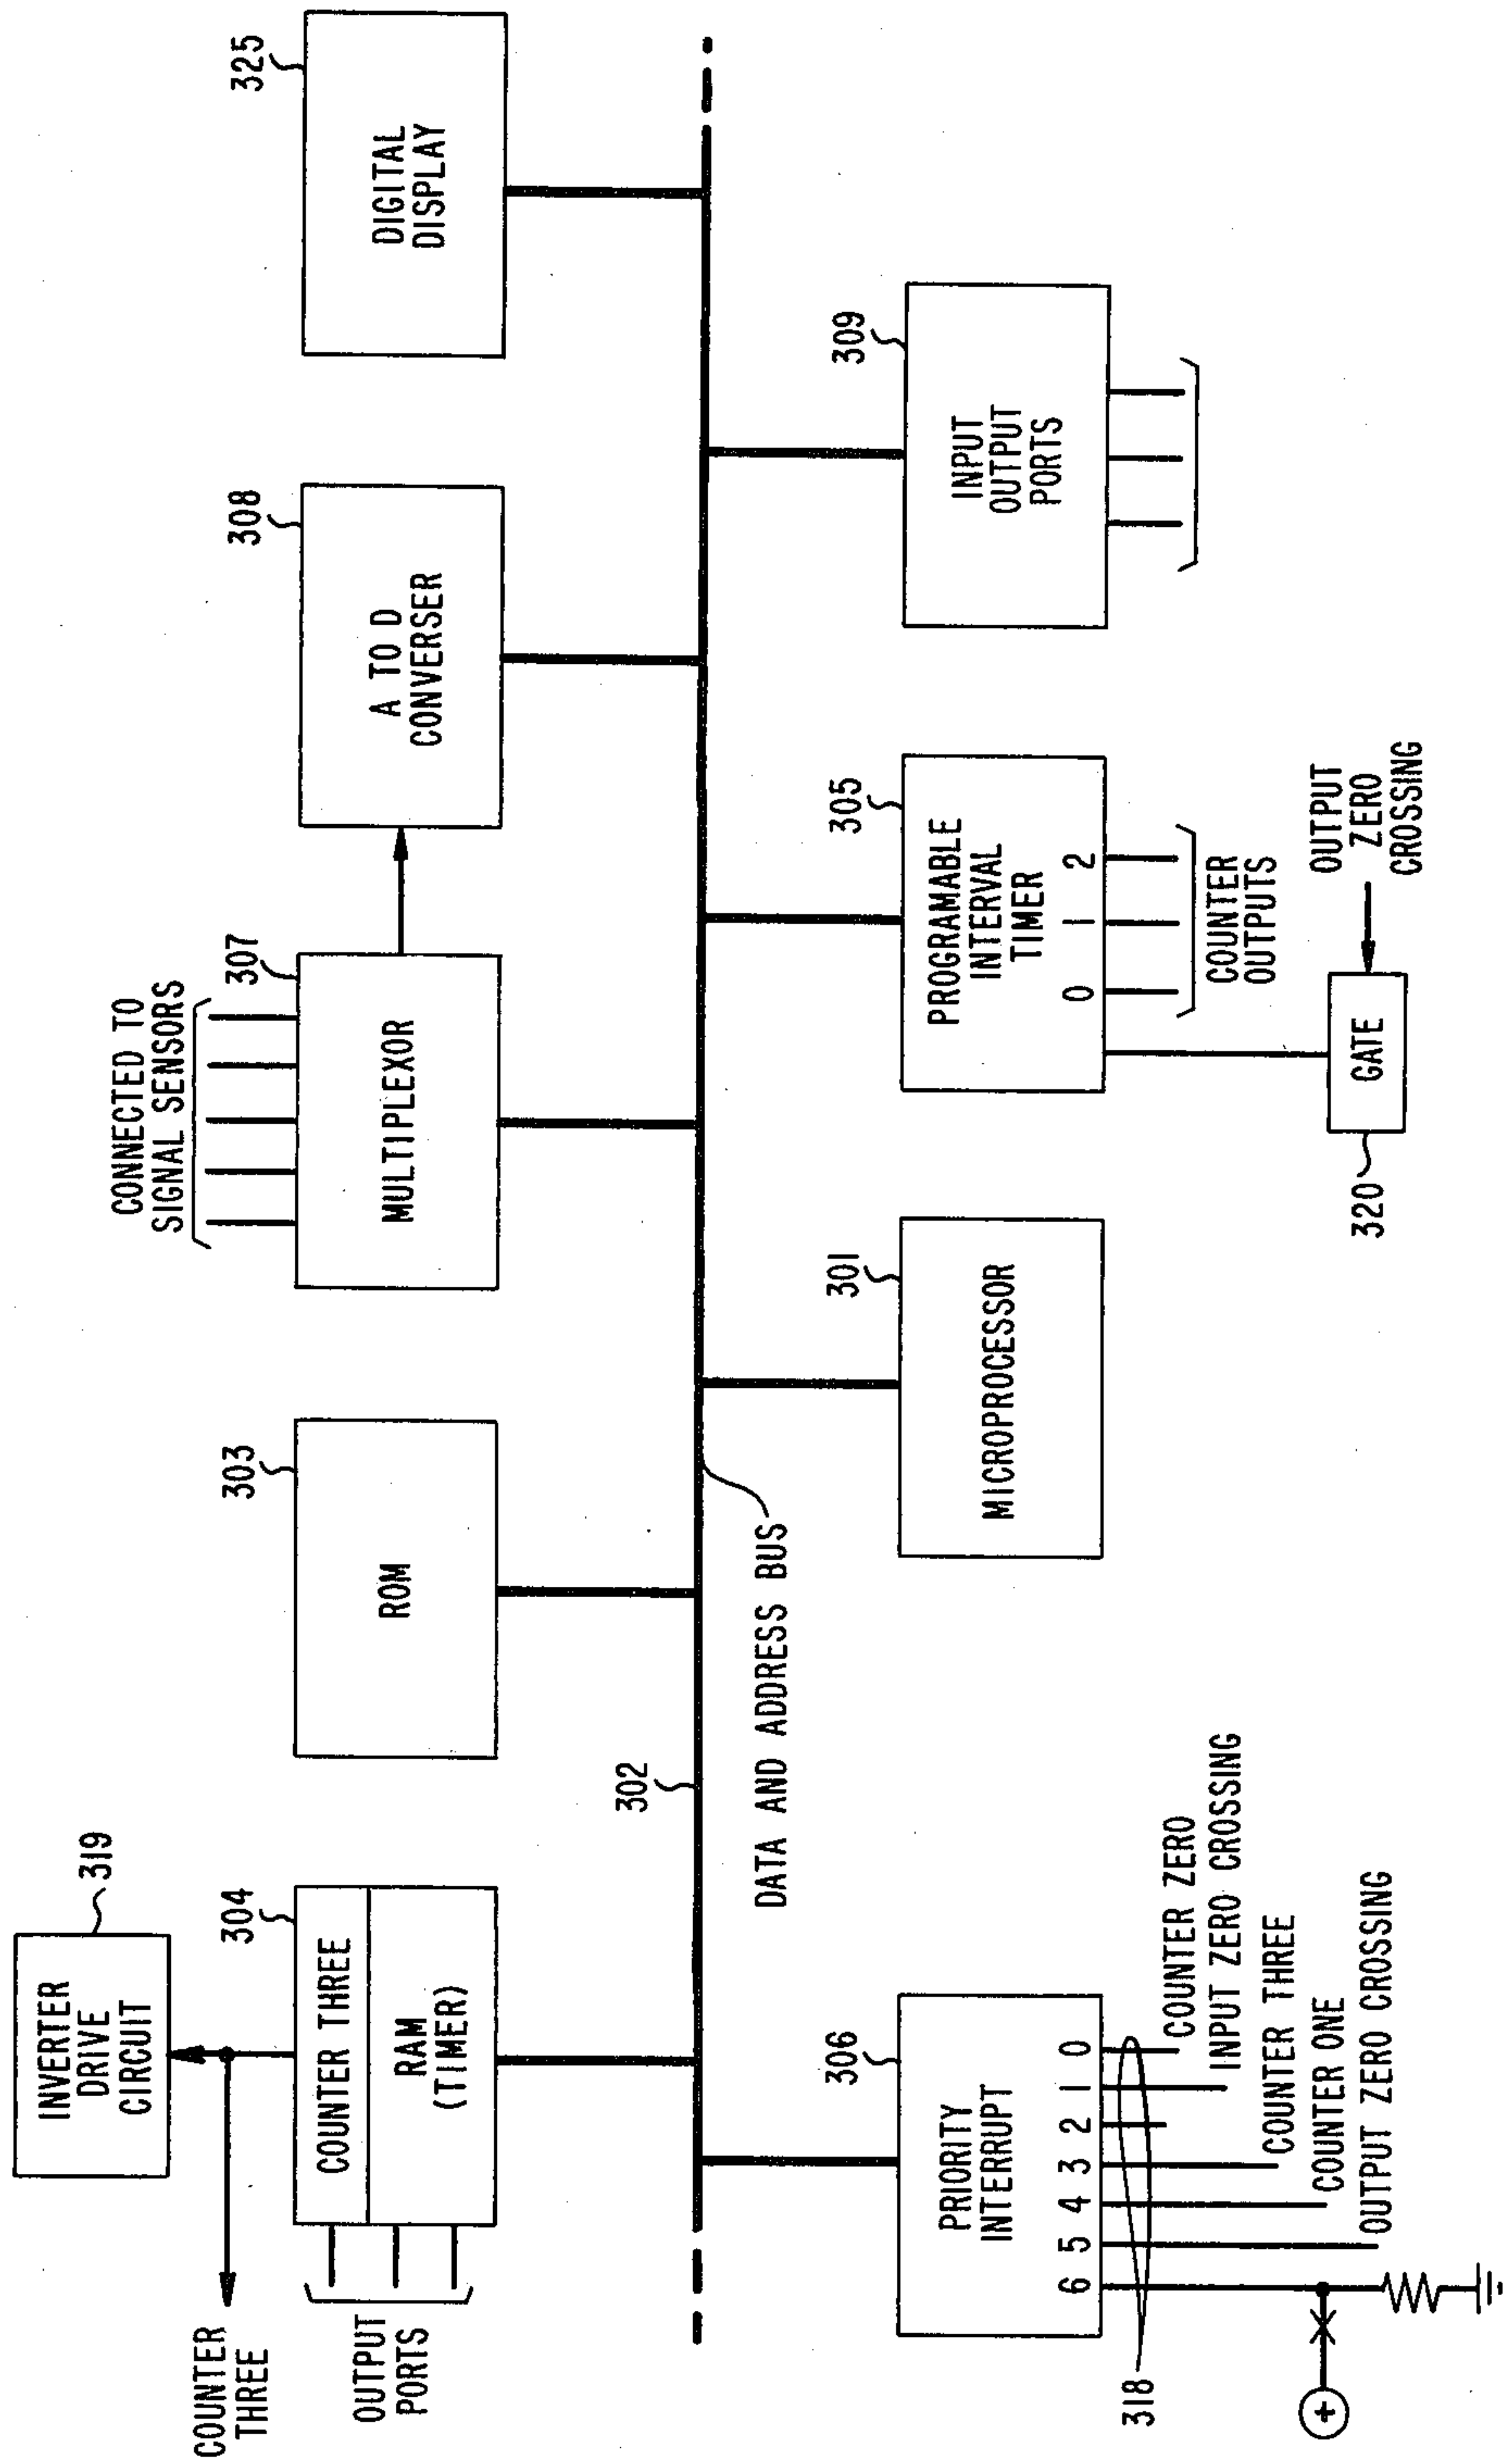 319
INVERTER
DRIVE
CIRCUIT
COUNTER
THREE
304
COUNTER THREE
RAM
(TIMER)
OUTPUT
PORTS
303
ROM
CONNECTED TO
SIGNAL SENSORS
307
MULTIPLEXOR
308
A TO D
CONVERSER
325
DIGITAL
DISPLAY
302
DATA AND ADDRESS BUS
306
PRIORITY
INTERRUPT
6 5 4 3 2 1 0
318
COUNTER ZERO
INPUT ZERO CROSSING
COUNTER THREE
COUNTER ONE
OUTPUT ZERO CROSSING
+
301
MICROPROCESSOR
305
PROGRAMABLE
INTERVAL
TIMER
0 1 2
COUNTER
OUTPUTS
320
GATE
OUTPUT
ZERO
CROSSING
309
INPUT
OUTPUT
PORTS